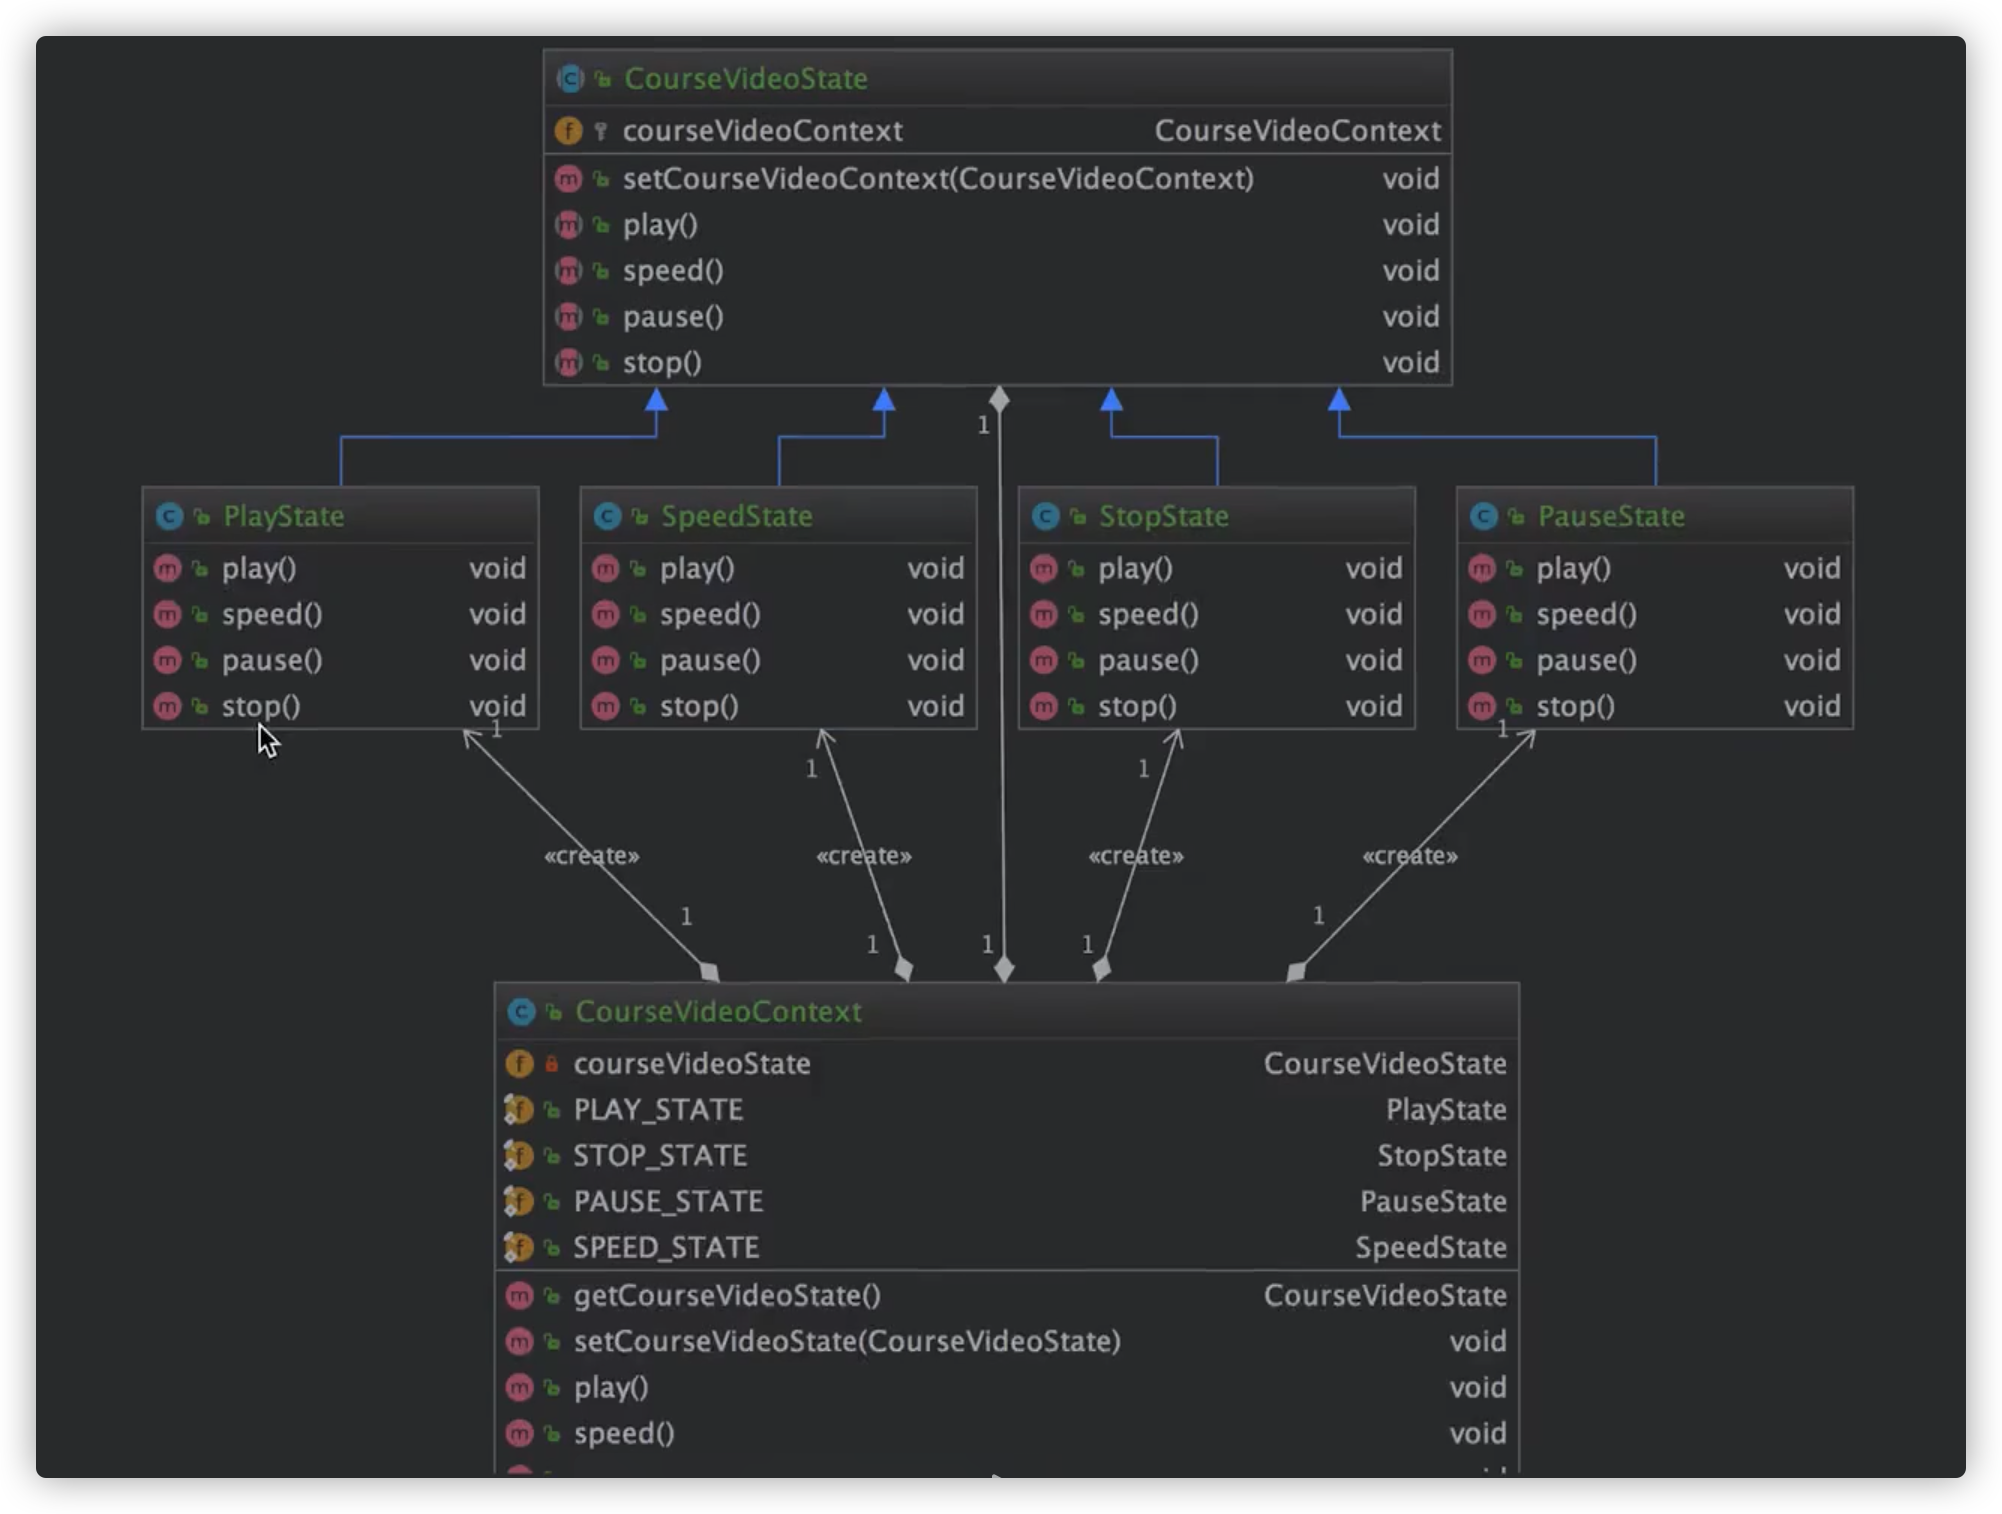 CourseVideoState
courseVideoContext CourseVideoContext
setCourseVideoContext(CourseVideoContext) void
play() void
speed() void
pause() void
stop() void
1
PlayState
play() void
speed() void
pause() void
stop() void
1
SpeedState
play() void
speed() void
pause() void
stop() void
1
StopState
play() void
speed() void
pause() void
stop() void
1
PauseState
play() void
speed() void
pause() void
stop() void
1
«create» «create» «create» «create»
1 1 1 1 1
CourseVideoContext
courseVideoState CourseVideoState
PLAY_STATE PlayState
STOP_STATE StopState
PAUSE_STATE PauseState
SPEED_STATE SpeedState
getCourseVideoState() CourseVideoState
setCourseVideoState(CourseVideoState) void
play() void
speed() void